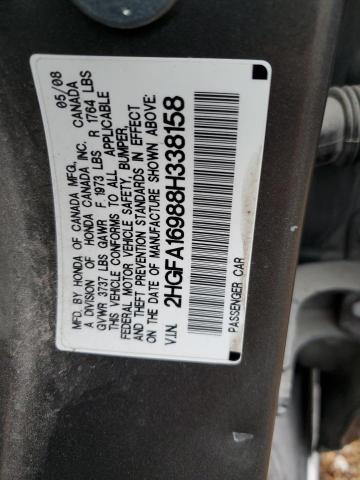 MFD. BY HONDA OF CANADA MFG. 05/08
A DIVISION OF HONDA CANADA INC. CANADA
GVWR 3737 LBS GAWR F 1973 LBS R 1764 LBS
THIS VEHICLE CONFORMS TO ALL APPLICABLE
FEDERAL MOTOR VEHICLE SAFETY, BUMPER,
AND THEFT PREVENTION STANDARDS IN EFFECT
ON THE DATE OF MANUFACTURE SHOWN ABOVE.
V.I.N. 2HGFA16988H338158
PASSENGER CAR